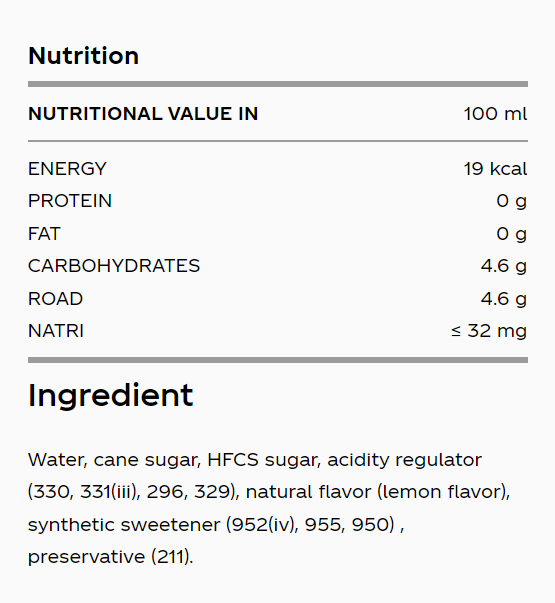 Nutrition
NUTRITIONAL VALUE IN 100 ml
ENERGY 19 kcal
PROTEIN 0 g
FAT 0 g
CARBOHYDRATES 4.6 g
ROAD 4.6 g
NATRI ≤ 32 mg
Ingredient
Water, cane sugar, HFCS sugar, acidity regulator
(330, 331(iii), 296, 329), natural flavor (lemon flavor),
synthetic sweetener (952(iv), 955, 950) ,
preservative (211).